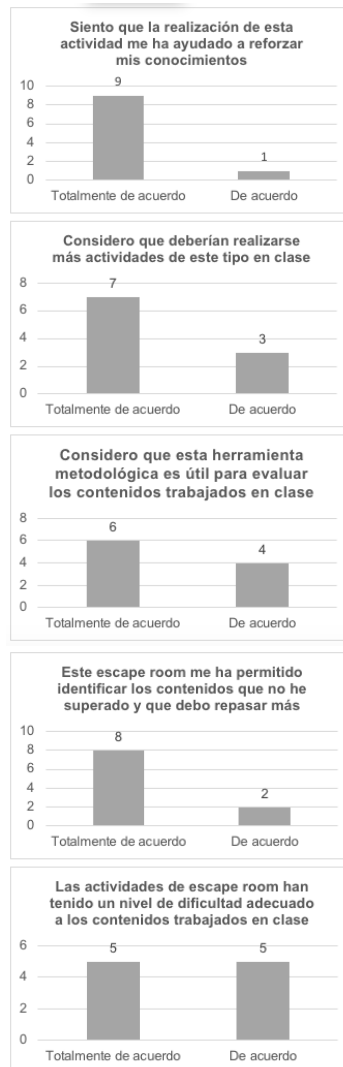 Siento que la realización de esta
actividad me ha ayudado a reforzar
mis conocimientos
10
8
6
4
2
0
9
1
Totalmente de acuerdo De acuerdo
Considero que deberían realizarse
más actividades de este tipo en clase
8
6
4
2
0
7
3
Totalmente de acuerdo De acuerdo
Considero que esta herramienta
metodológica es útil para evaluar
los contenidos trabajados en clase
8
6
4
2
0
6
4
Totalmente de acuerdo De acuerdo
Este escape room me ha permitido
identificar los contenidos que no he
superado y que debo repasar más
10
8
6
4
2
0
8
2
Totalmente de acuerdo De acuerdo
Las actividades de escape room han
tenido un nivel de dificultad adecuado
a los contenidos trabajados en clase
6
4
2
0
5
5
Totalmente de acuerdo De acuerdo